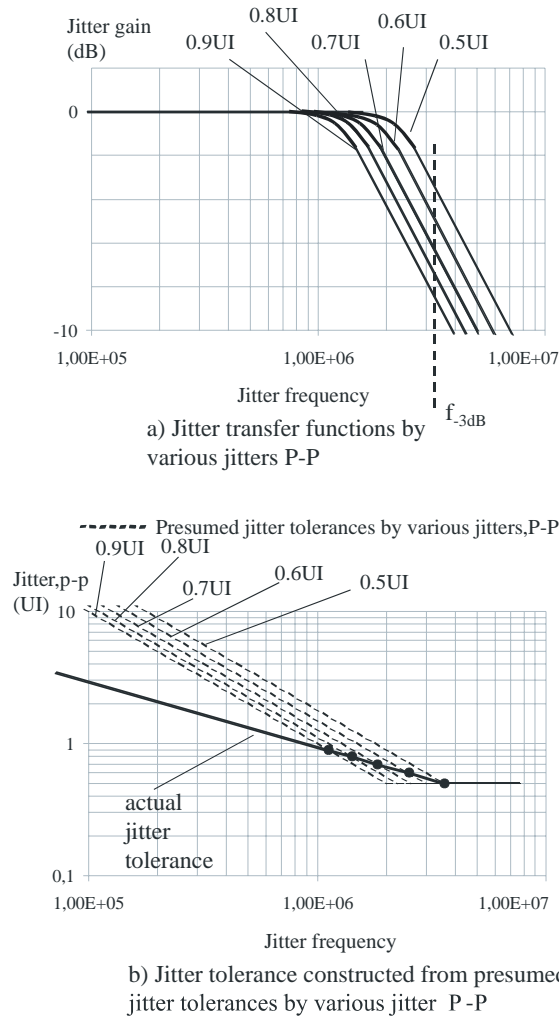 Jitter gain
(dB)
0.8UI
0.6UI
0.9UI
0.7UI
0.5UI
0
-10
1,00E+05
1,00E+06
1,00E+07
Jitter frequency
f-3dB
a) Jitter transfer functions by
various jitters P-P
Presumed jitter tolerances by various jitters,P-P
0.9UI
0.8UI
Jitter,p-p
(UI)
0.7UI
0.6UI
0.5UI
10
1
actual
jitter
tolerance
0,1
1,00E+05
1,00E+06
1,00E+07
Jitter frequency
b) Jitter tolerance constructed from presumed
jitter tolerances by various jitter P-P